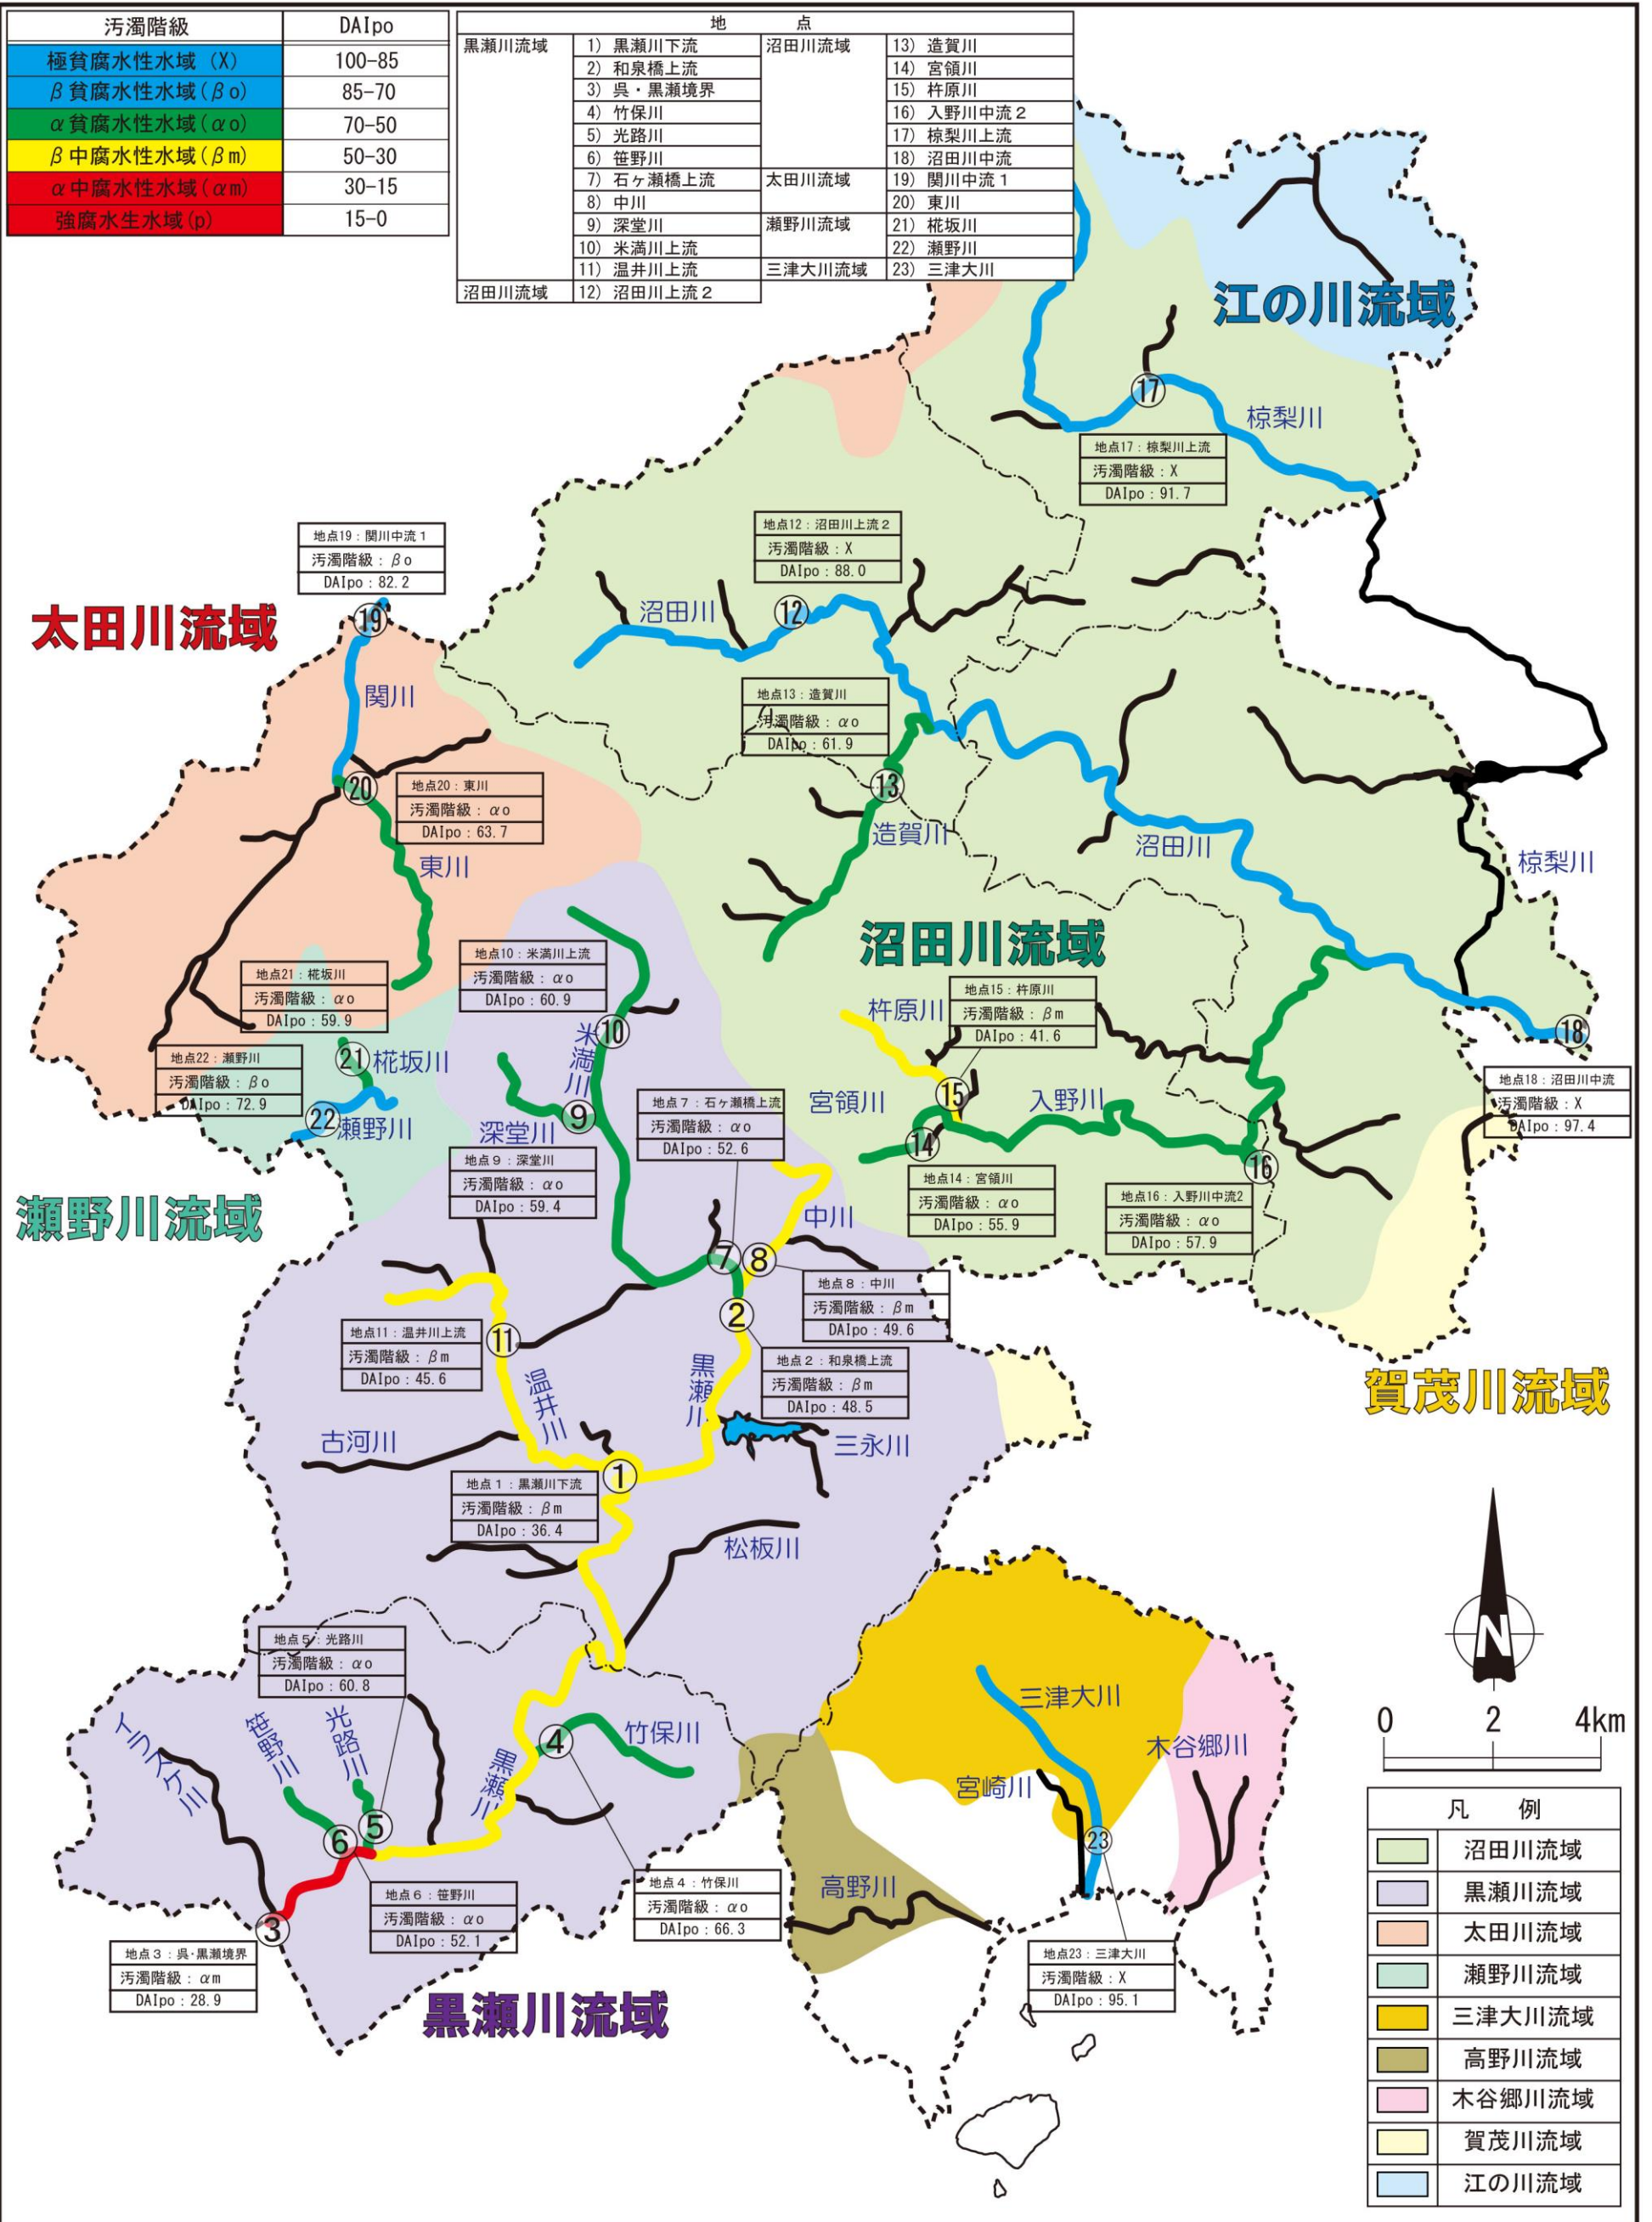 汚濁階級 DAIpo
極貧腐水性水域 (X) 100-85
β貧腐水性水域(βo) 85-70
α貧腐水性水域(αo) 70-50
β中腐水性水域(βm) 50-30
α中腐水性水域(αm) 30-15
強腐水生水域(p) 15-0
地 点
黒瀬川流域 1) 黒瀬川下流 沼田川流域 13) 造賀川
2) 和泉橋上流 14) 宮領川
3) 呉・黒瀬境界 15) 杵原川
4) 竹保川 16) 入野川中流2
5) 光路川 17) 椋梨川上流
6) 笹野川 18) 沼田川中流
7) 石ヶ瀬橋上流 太田川流域 19) 関川中流1
8) 中川 20) 東川
9) 深堂川 瀬野川流域 21) 椛坂川
10) 米満川上流 22) 瀬野川
11) 温井川上流 三津大川流域 23) 三津大川
沼田川流域 12) 沼田川上流2
江の川流域
17
椋梨川
地点17:椋梨川上流
汚濁階級:X
DAIpo:91.7
地点19:関川中流1
汚濁階級:βo
DAIpo:82.2
地点12:沼田川上流2
汚濁階級:X
DAIpo:88.0
太田川流域
19
沼田川
12
関川
地点13:造賀川
汚濁階級:αo
DAIpo:61.9
20
地点20:東川
汚濁階級:αo
DAIpo:63.7
13
造賀川
沼田川
椋梨川
東川
沼田川流域
地点10:米満川上流
汚濁階級:αo
DAIpo:60.9
地点21:椛坂川
汚濁階級:αo
DAIpo:59.9
杵原川
地点15:杵原川
汚濁階級:βm
DAIpo:41.6
10
米満川
18
地点22:瀬野川
汚濁階級:βo
DAIpo:72.9
21
椛坂川
22
瀬野川
地点18:沼田川中流
汚濁階級:X
DAIpo:97.4
9
深堂川
地点7:石ヶ瀬橋上流
汚濁階級:αo
DAIpo:52.6
宮領川
15
入野川
14
16
地点9:深堂川
汚濁階級:αo
DAIpo:59.4
地点14:宮領川
汚濁階級:αo
DAIpo:55.9
地点16:入野川中流2
汚濁階級:αo
DAIpo:57.9
瀬野川流域
中川
7
8
地点8:中川
汚濁階級:βm
DAIpo:49.6
2
地点11:温井川上流
汚濁階級:βm
DAIpo:45.6
11
地点2:和泉橋上流
汚濁階級:βm
DAIpo:48.5
黒瀬川
温井川
賀茂川流域
古河川
三永川
1
地点1:黒瀬川下流
汚濁階級:βm
DAIpo:36.4
松板川
地点5:光路川
汚濁階級:αo
DAIpo:60.8
N
0 2 4km
イラスケ川
笹野川
光路川
黒瀬川
4
竹保川
三津大川
木谷郷川
宮崎川
5
6
23
3
地点6:笹野川
汚濁階級:αo
DAIpo:52.1
地点4:竹保川
汚濁階級:αo
DAIpo:66.3
高野川
地点3:呉・黒瀬境界
汚濁階級:αm
DAIpo:28.9
地点23:三津大川
汚濁階級:X
DAIpo:95.1
黒瀬川流域
凡 例
沼田川流域
黒瀬川流域
太田川流域
瀬野川流域
三津大川流域
高野川流域
木谷郷川流域
賀茂川流域
江の川流域